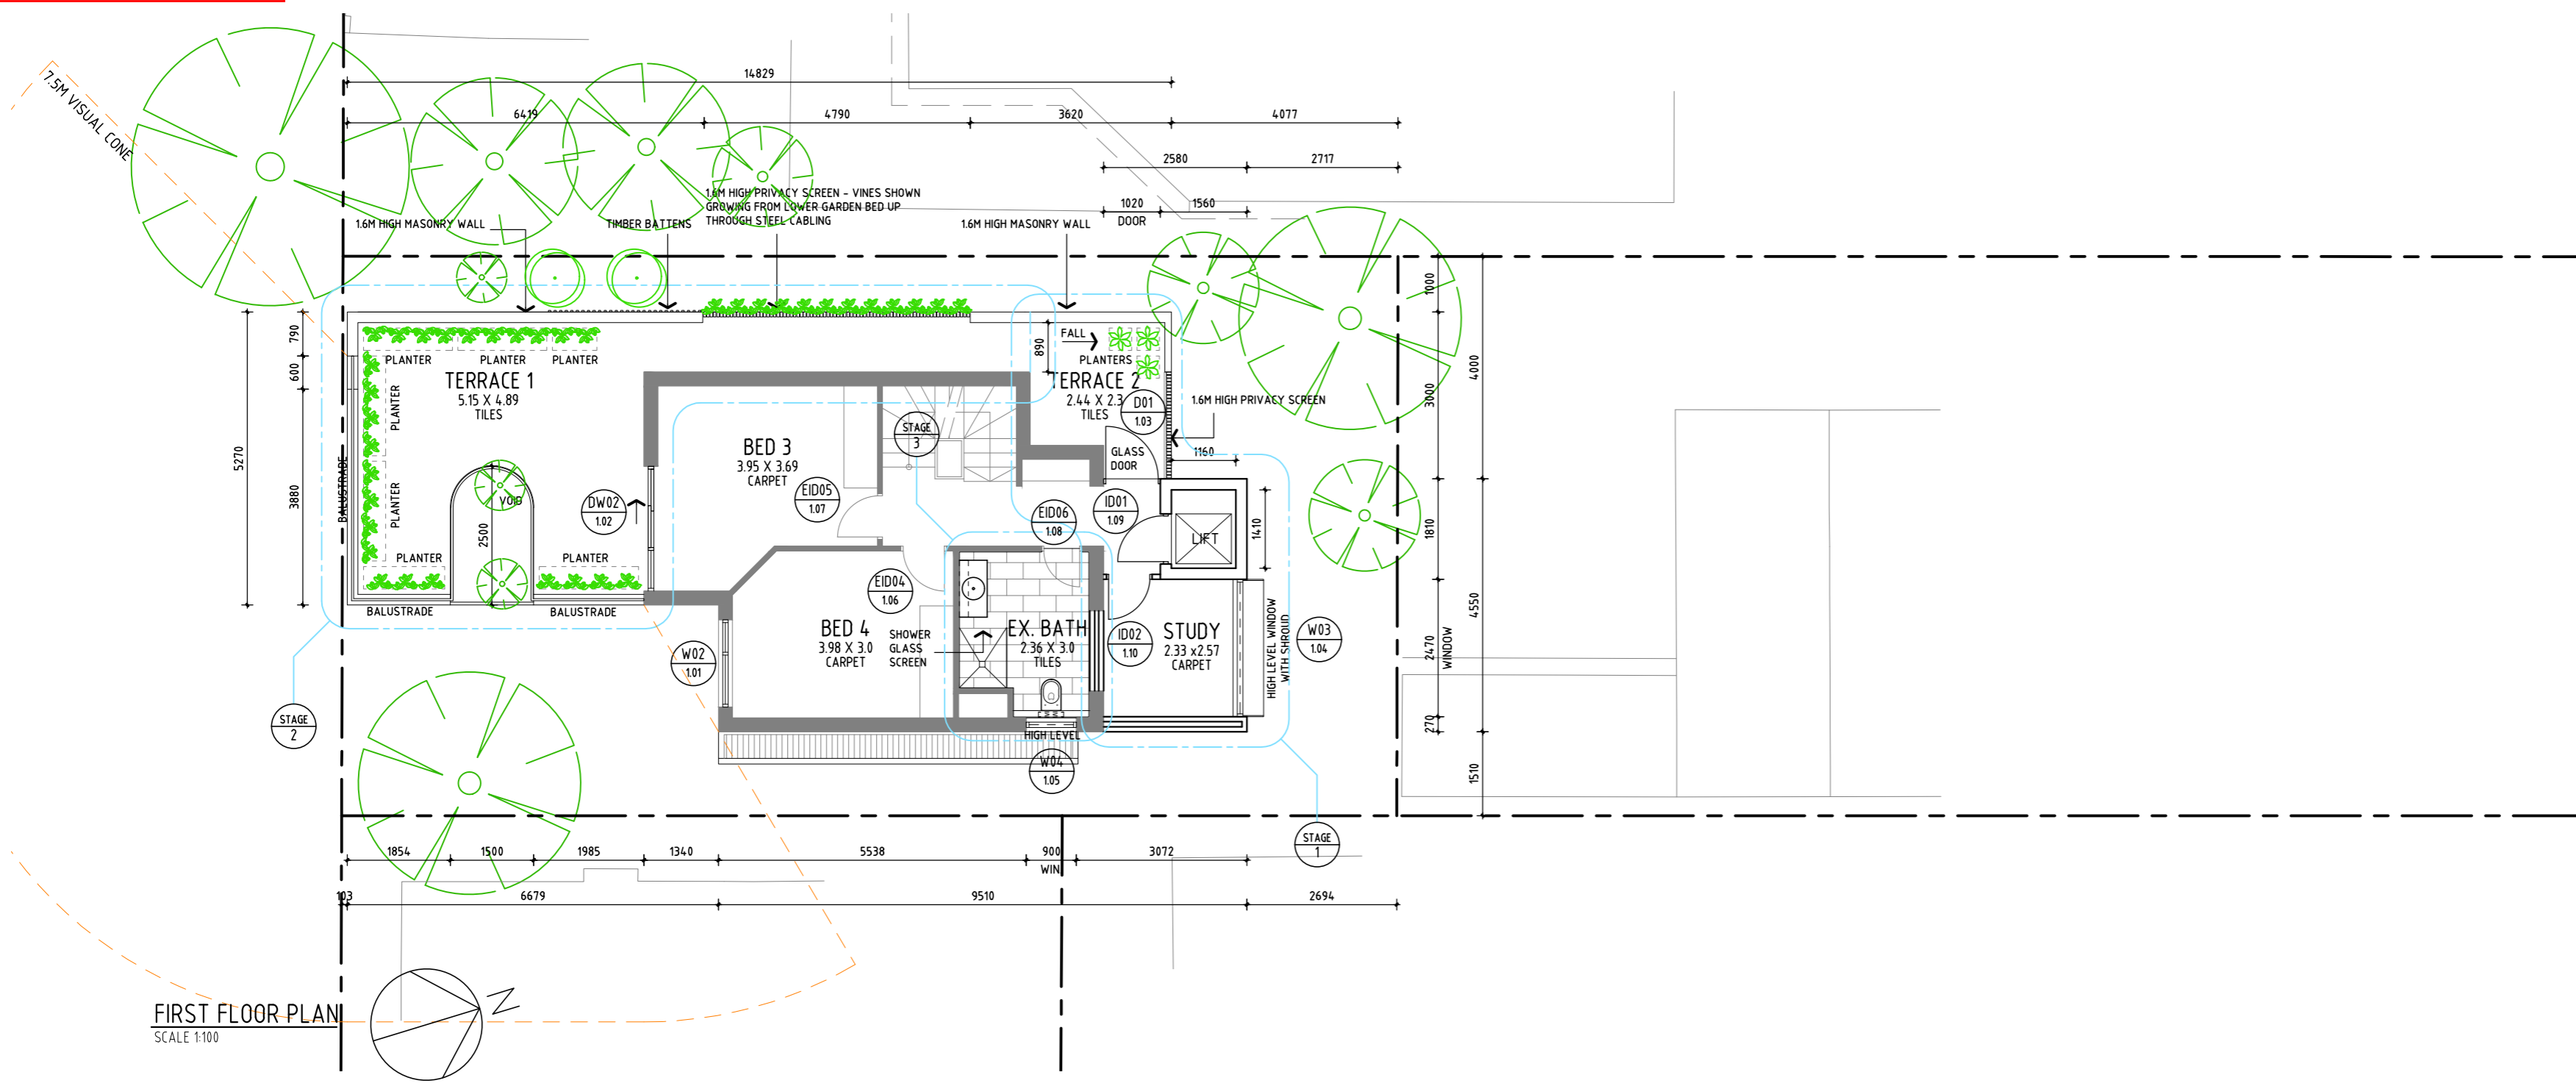 7.5M VISUAL CONE
14829
6419
4790
3620
4077
2580
2717
1020
1560
DOOR
1.6M HIGH PRIVACY SCREEN - VINES SHOWN
GROWING FROM LOWER GARDEN BED UP
THROUGH STEEL CABLING
1.6M HIGH MASONRY WALL
TIMBER BATTENS
1.6M HIGH MASONRY WALL
1000
790
600
3880
5270
FALL
890
PLANTERS
PLANTER
PLANTER
PLANTER
TERRACE 1
5.15 X 4.89
TILES
PLANTER
PLANTER
BALUSTRADE
TERRACE 2
2.44 X 2.3
TILES
D01
1.03
1.6M HIGH PRIVACY SCREEN
3000
4000
STAGE
3
BED 3
3.95 X 3.69
CARPET
GLASS
DOOR
1160
EID05
1.07
DW02
1.02
VOID
2500
PLANTER
PLANTER
BALUSTRADE
BALUSTRADE
EID06
1.08
ID01
1.09
LIFT
1410
1810
EID04
1.06
BED 4
3.98 X 3.0
CARPET
SHOWER
GLASS
SCREEN
EX. BATH
2.36 X 3.0
TILES
ID02
1.10
STUDY
2.33 x2.57
CARPET
HIGH LEVEL WINDOW
WITH SHROUD
W03
1.04
2470
WINDOW
4550
W02
1.01
270
1510
HIGH LEVEL
W04
1.05
STAGE
2
STAGE
1
1854
1500
1985
1340
5538
900
WIN
3072
103
6679
9510
2694
N
FIRST FLOOR PLAN
SCALE 1:100